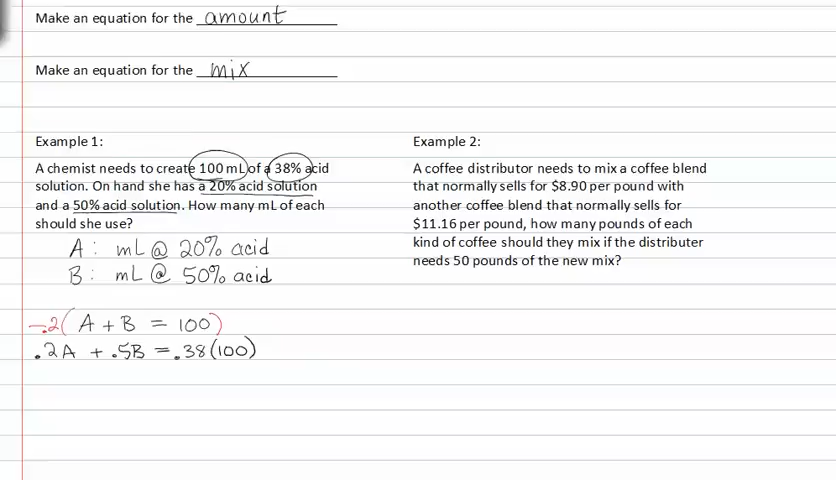 Make an equation for the amount
Make an equation for the mix
Example 1:
A chemist needs to create 100 mL of a 38% acid
solution. On hand she has a 20% acid solution
and a 50% acid solution. How many mL of each
should she use?
A: mL @ 20% acid
B: mL @ 50% acid
-.2(A + B = 100)
.2A + .5B = .38(100)
Example 2:
A coffee distributor needs to mix a coffee blend
that normally sells for $8.90 per pound with
another coffee blend that normally sells for
$11.16 per pound, how many pounds of each
kind of coffee should they mix if the distributer
needs 50 pounds of the new mix?